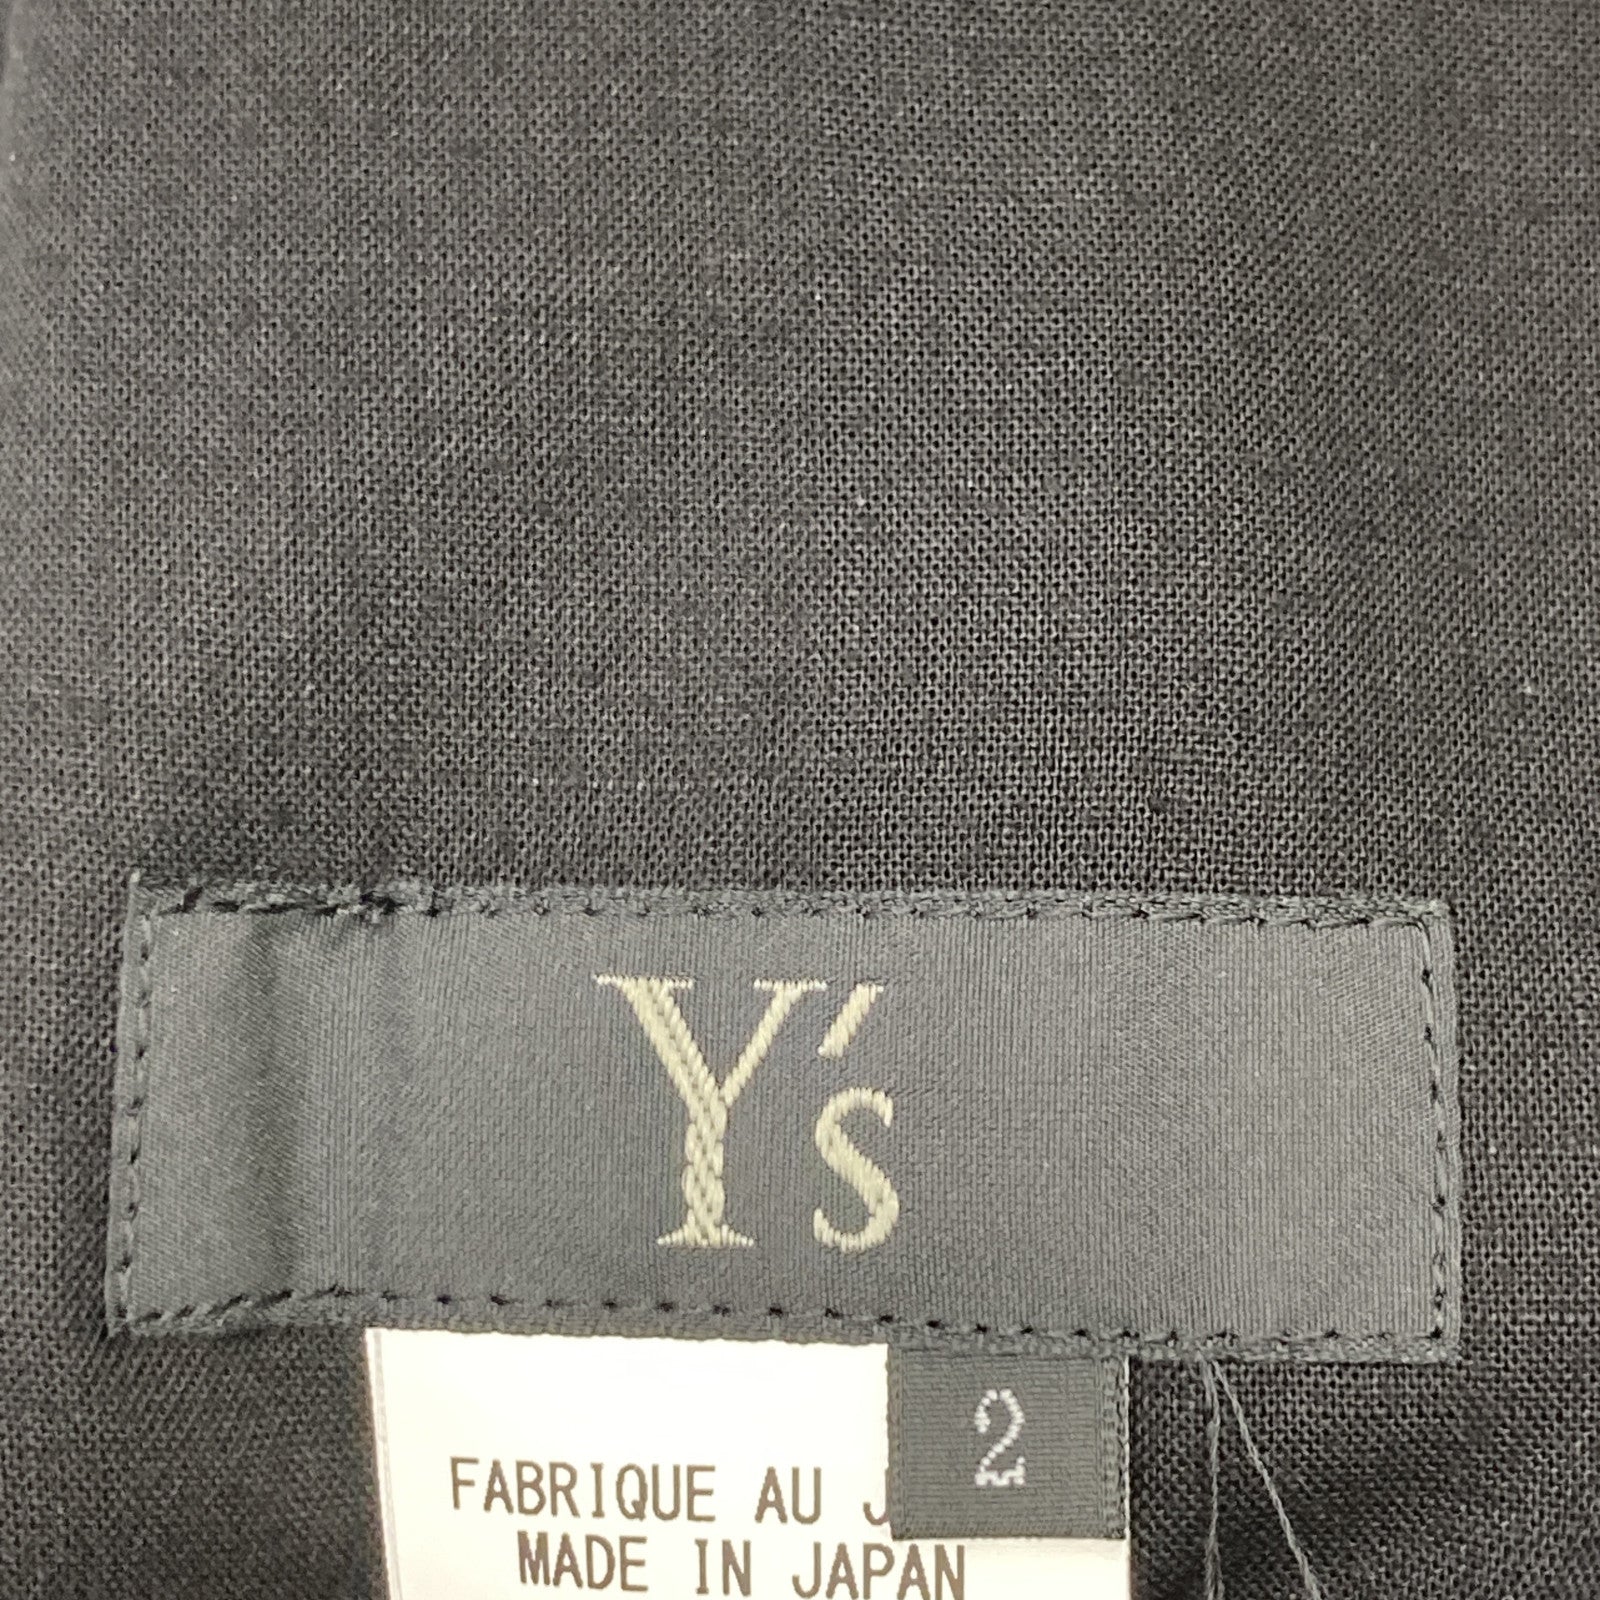 Y's
2
FABRIQUE AU
MADE IN JAPAN